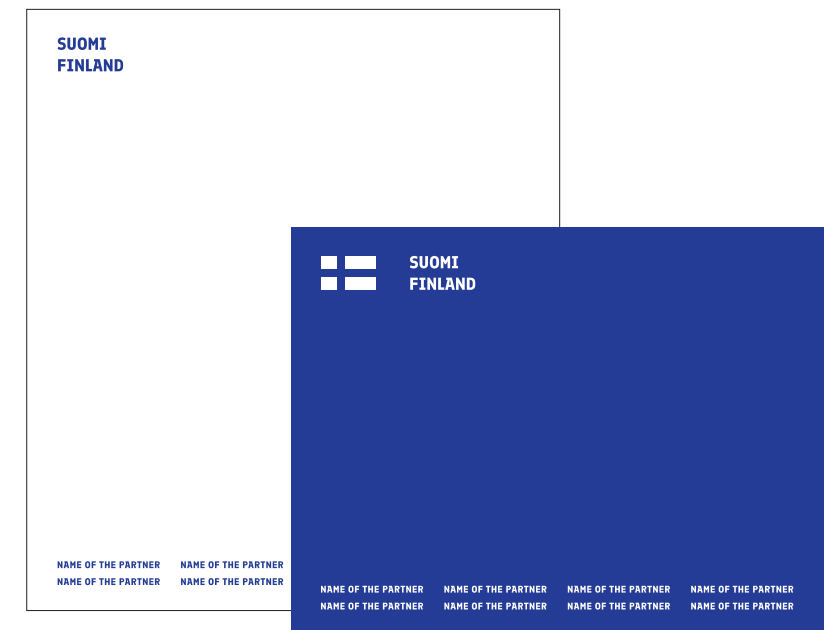 SUOMI
FINLAND
SUOMI
FINLAND
NAME OF THE PARTNER NAME OF THE PARTNER
NAME OF THE PARTNER NAME OF THE PARTNER
NAME OF THE PARTNER NAME OF THE PARTNER NAME OF THE PARTNER NAME OF THE PARTNER
NAME OF THE PARTNER NAME OF THE PARTNER NAME OF THE PARTNER NAME OF THE PARTNER